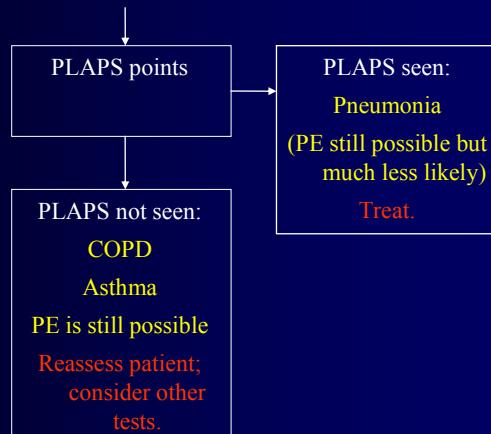 PLAPS points
PLAPS seen:
Pneumonia
(PE still possible but
much less likely)
Treat.
PLAPS not seen:
COPD
Asthma
PE is still possible
Reassess patient;
consider other
tests.